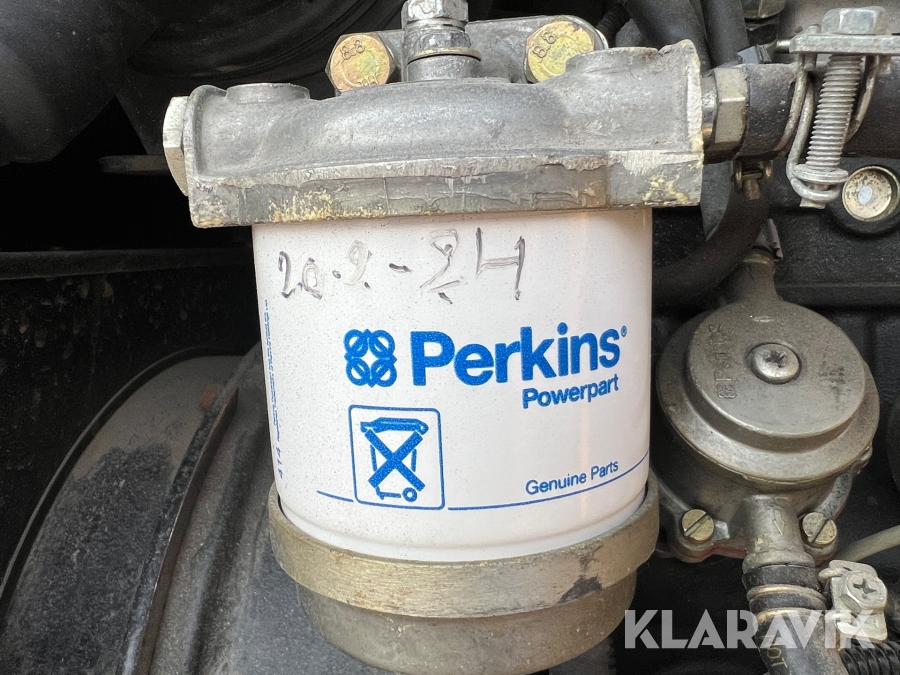 8.8
8.8
20.2-24
Perkins®
Powerpart
Genuine Parts
KLARAVIK